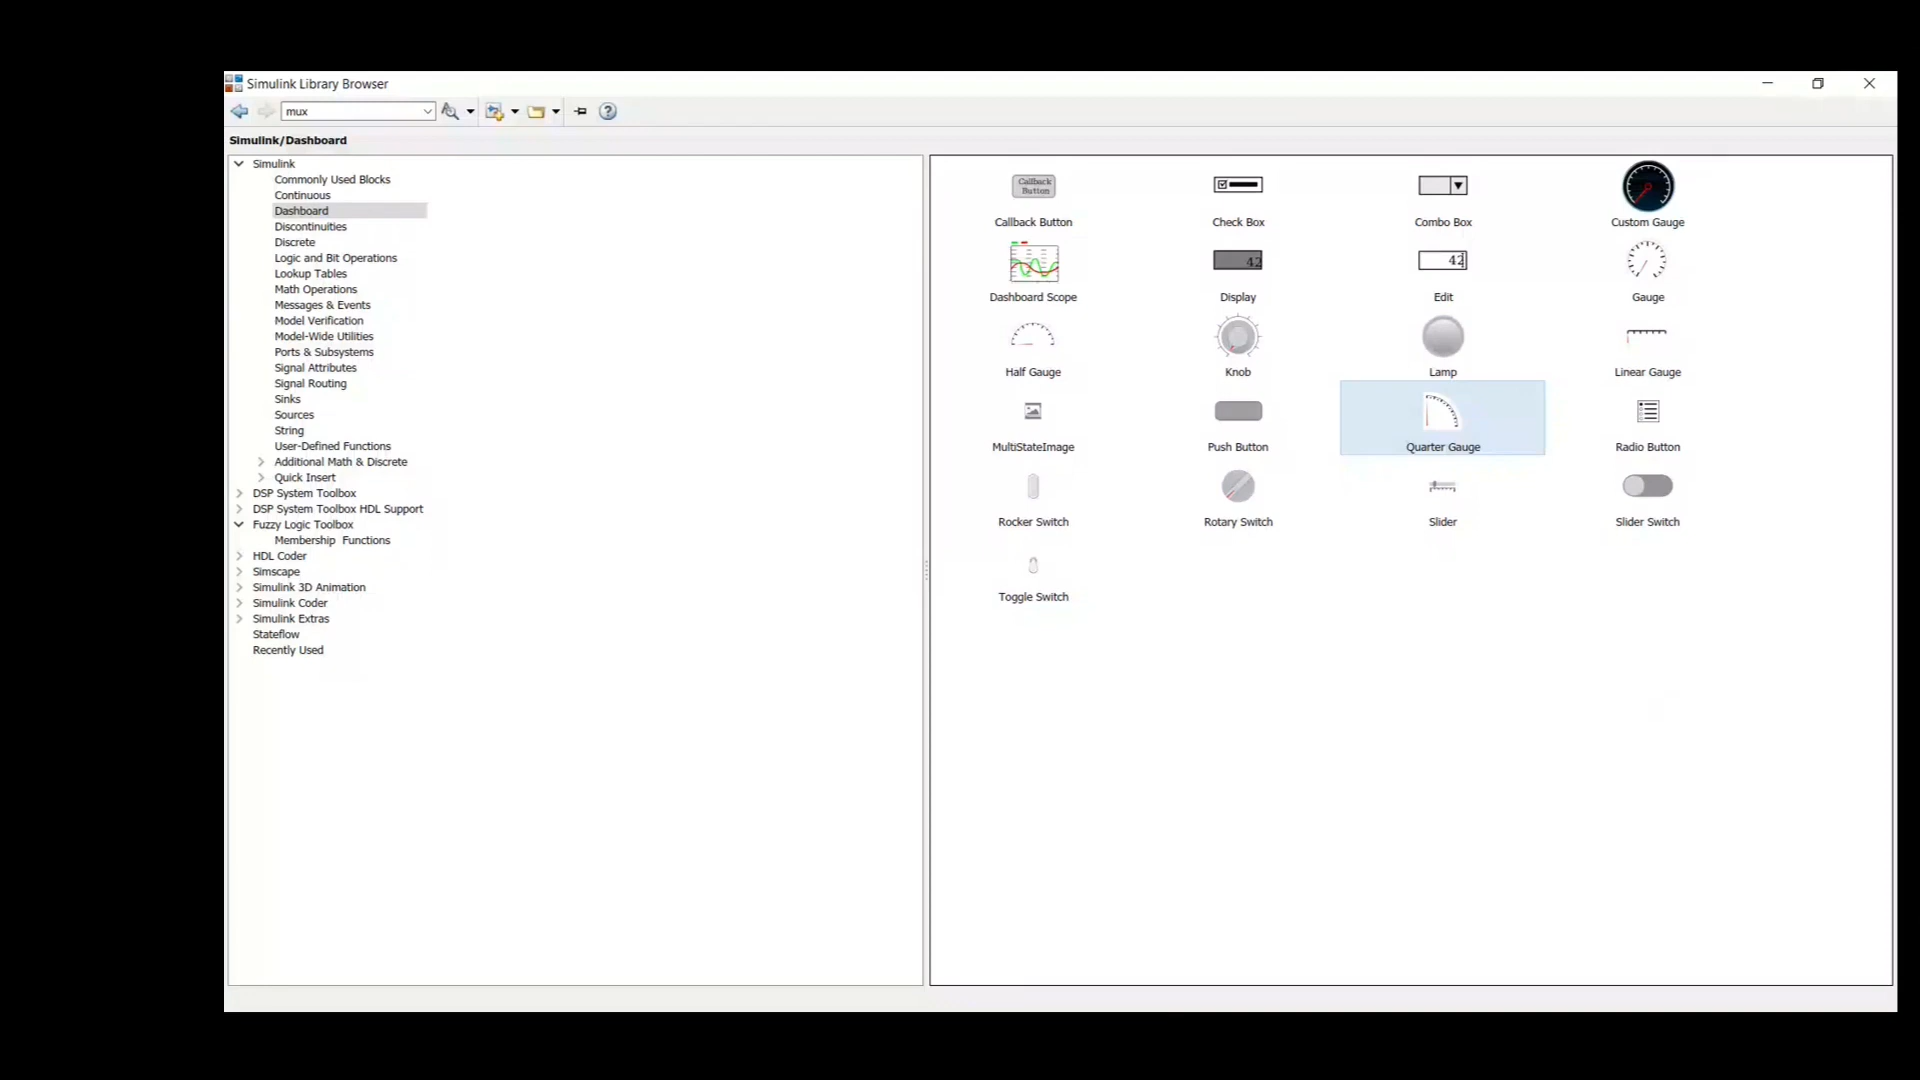 Simulink Library Browser
mux
Simulink/Dashboard
Simulink
Commonly Used Blocks
Continuous
Dashboard
Discontinuities
Discrete
Logic and Bit Operations
Lookup Tables
Math Operations
Messages & Events
Model Verification
Model-Wide Utilities
Ports & Subsystems
Signal Attributes
Signal Routing
Sinks
Sources
String
User-Defined Functions
Additional Math & Discrete
Quick Insert
DSP System Toolbox
DSP System Toolbox HDL Support
Fuzzy Logic Toolbox
Membership Functions
HDL Coder
Simscape
Simulink 3D Animation
Simulink Coder
Simulink Extras
Stateflow
Recently Used
Callback
Button
Callback Button
Check Box
Combo Box
Custom Gauge
42
42
Dashboard Scope
Display
Edit
Gauge
Half Gauge
Knob
Lamp
Linear Gauge
MultiStateImage
Push Button
Quarter Gauge
Radio Button
Rocker Switch
Rotary Switch
Slider
Slider Switch
Toggle Switch